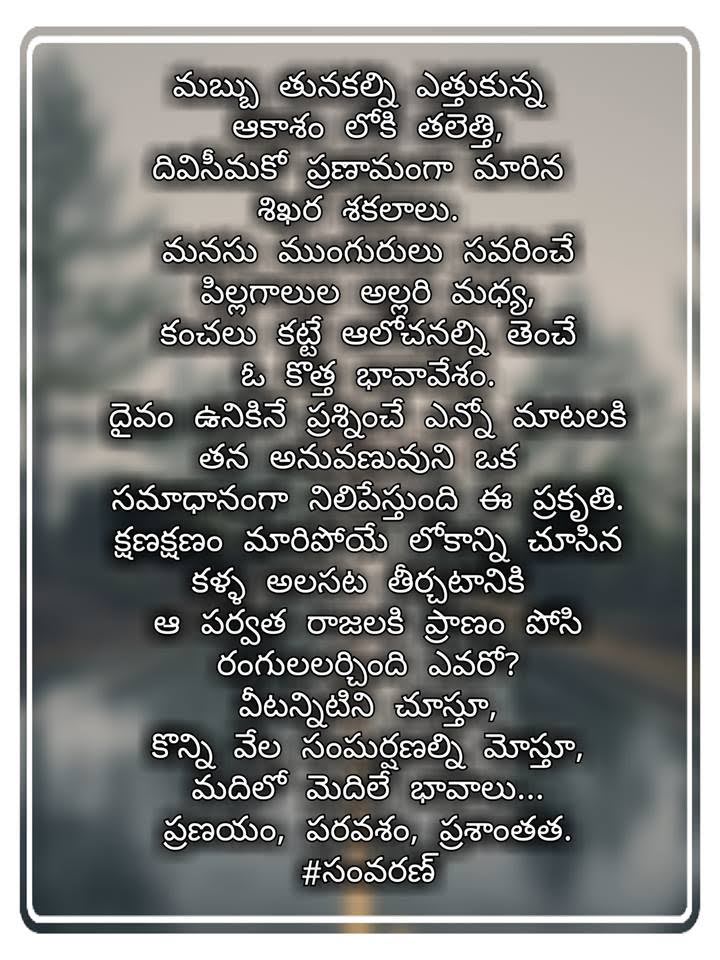 మబ్బు తునకల్ని ఎత్తుకున్న
ఆకాశం లోకి తలెత్తి,
దివిసీమకో ప్రణామంగా మారిన
శిఖర శకలాలు.
మనసు ముంగురులు సవరించే
పిల్లగాలుల అల్లరి మధ్య,
కంచలు కట్టే ఆలోచనల్ని తెంచే
ఓ కొత్త భావావేశం.
దైవం ఉనికినే ప్రశ్నించే ఎన్నో మాటలకి
తన అనువణువుని ఒక
సమాధానంగా నిలిపేస్తుంది ఈ ప్రకృతి.
క్షణక్షణం మారిపోయే లోకాన్ని చూసిన
కళ్ళ అలసట తీర్చటానికి
ఆ పర్వత రాజలకి ప్రాణం పోసి
రంగులలర్చింది ఎవరో?
వీటన్నిటిని చూస్తూ,
కొన్ని వేల సంఘర్షణల్ని మోస్తూ,
మదిలో మెదిలే భావాలు...
ప్రణయం, పరవశం, ప్రశాంతత.
#సంవరణ్